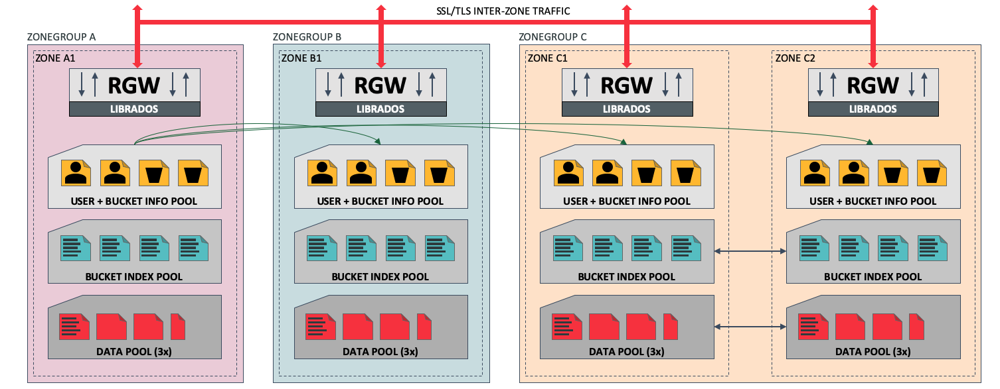 SSL/TLS INTER-ZONE TRAFFIC
ZONEGROUP A
ZONEGROUP B
ZONEGROUP C
ZONE A1
ZONE B1
ZONE C1
ZONE C2
RGW
RGW
RGW
RGW
LIBRADOS
LIBRADOS
LIBRADOS
LIBRADOS
USER + BUCKET INFO POOL
USER + BUCKET INFO POOL
USER + BUCKET INFO POOL
USER + BUCKET INFO POOL
BUCKET INDEX POOL
BUCKET INDEX POOL
BUCKET INDEX POOL
BUCKET INDEX POOL
DATA POOL (3x)
DATA POOL (3x)
DATA POOL (3x)
DATA POOL (3x)